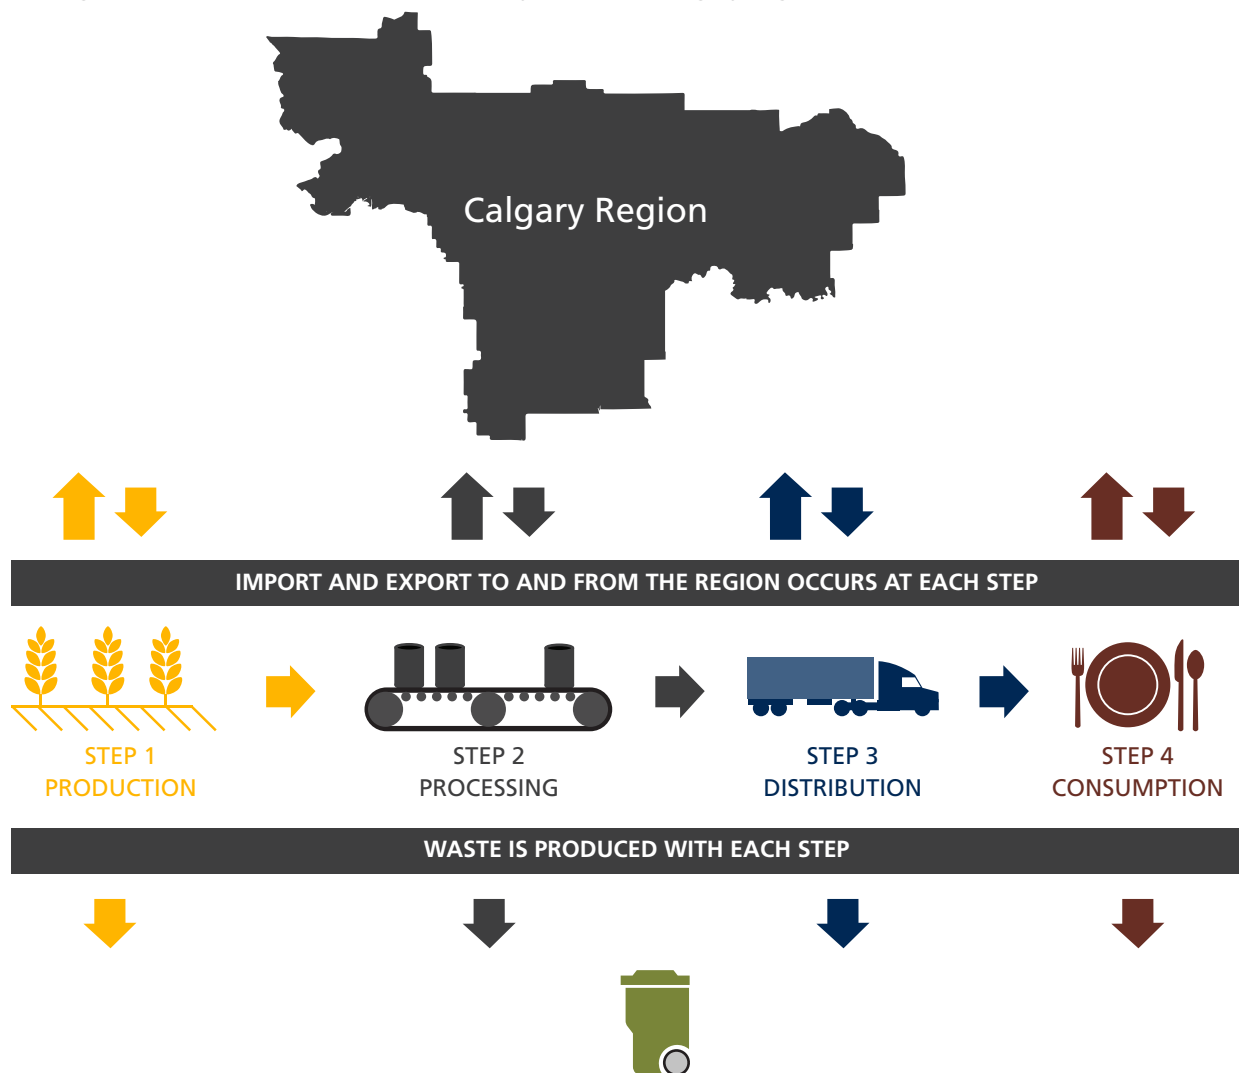 Calgary Region
IMPORT AND EXPORT TO AND FROM THE REGION OCCURS AT EACH STEP
STEP 1
PRODUCTION
STEP 2
PROCESSING
STEP 3
DISTRIBUTION
STEP 4
CONSUMPTION
WASTE IS PRODUCED WITH EACH STEP